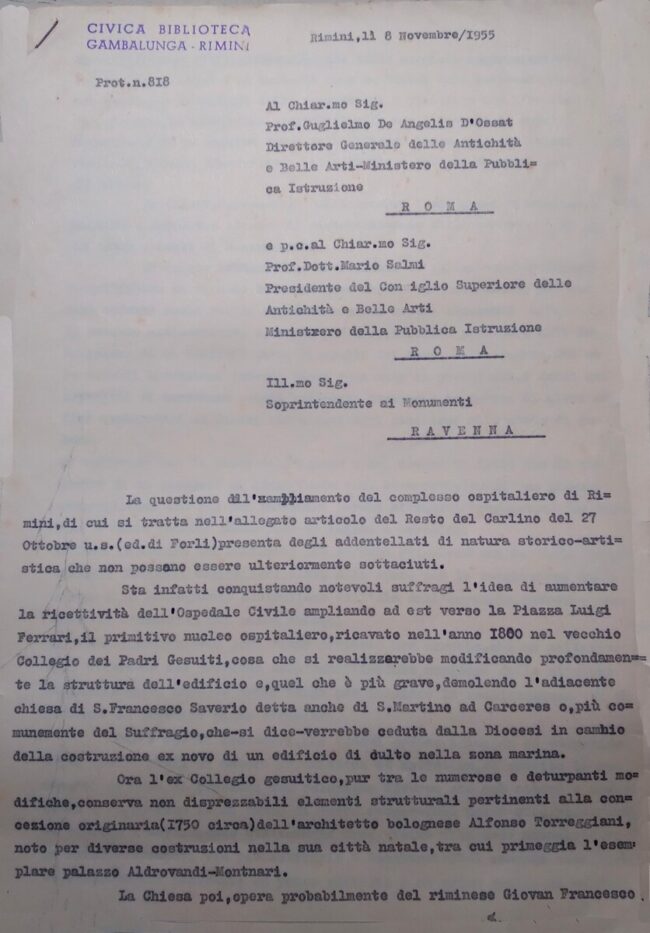 CIVICA BIBLIOTECA
GAMBALUNGA - RIMINI
Rimini,li 8 Novembre/1955
Prot.n.818
Al Chiar.mo Sig.
Prof.Guglielmo De Angelis D'Ossat
Direttore Generale delle Antichità
e Belle Arti-Ministero della Pubbli=
ca Istruzione
R O M A
e p.c.al Chiar.mo Sig.
Prof.Dott.Mario Salmi
Presidente del Con iglio Superiore delle
Antichità e Belle Arti
Ministxero della Pubblica Istruzione
R O M A
Ill.mo Sig.
Soprintendente ai Monumenti
RAVENNA
La questione del complesso ospitaliero di Ri=
mini,di cui si tratta nell'allegato articolo del Resto del Carlino del 27
Ottobre u.s.(ed.di Forlì)presenta degli addentellati di natura storico-arti=
stica che non possono essere ulteriormente sottaciuti.
Sta infatti conquistando notevoli suffragi l'idea di aumentare
la ricettività dell'Ospedale Civile ampliando ad est verso la Piazza Luigi
Ferrari,il primitivo nucleo ospitaliero,ricavato nell'anno 1800 nel vecchio
Collegio dei Padri Gesuiti,cosa che si realizzerebbe modificando profondamen=
te la struttura dell'edificio e,quel che è più grave,demolendo l'adiacente
chiesa di S.Francesco Saverio detta anche di S.Martino ad Carceres o,più co=
munemente del Suffragio,che-si dice-verrebbe ceduta dalla Diocesi in cambio
della costruzione ex novo di un edificio di dulto nella zona marina.
Ora l'ex Collegio gesuitico,pur tra le numerose e deturpanti mo=
difiche,conserva non disprezzabili elementi strutturali pertinenti alla con=
cezione originaria(1750 circa)dell'architetto bolognese Alfonso Torreggiani,
noto per diverse costruzioni nella sua città natale,tra cui primeggia l'esem=
plare palazzo Aldrovandi-Montnari.
La Chiesa poi,opera probabilmente del riminese Giovan Francesco